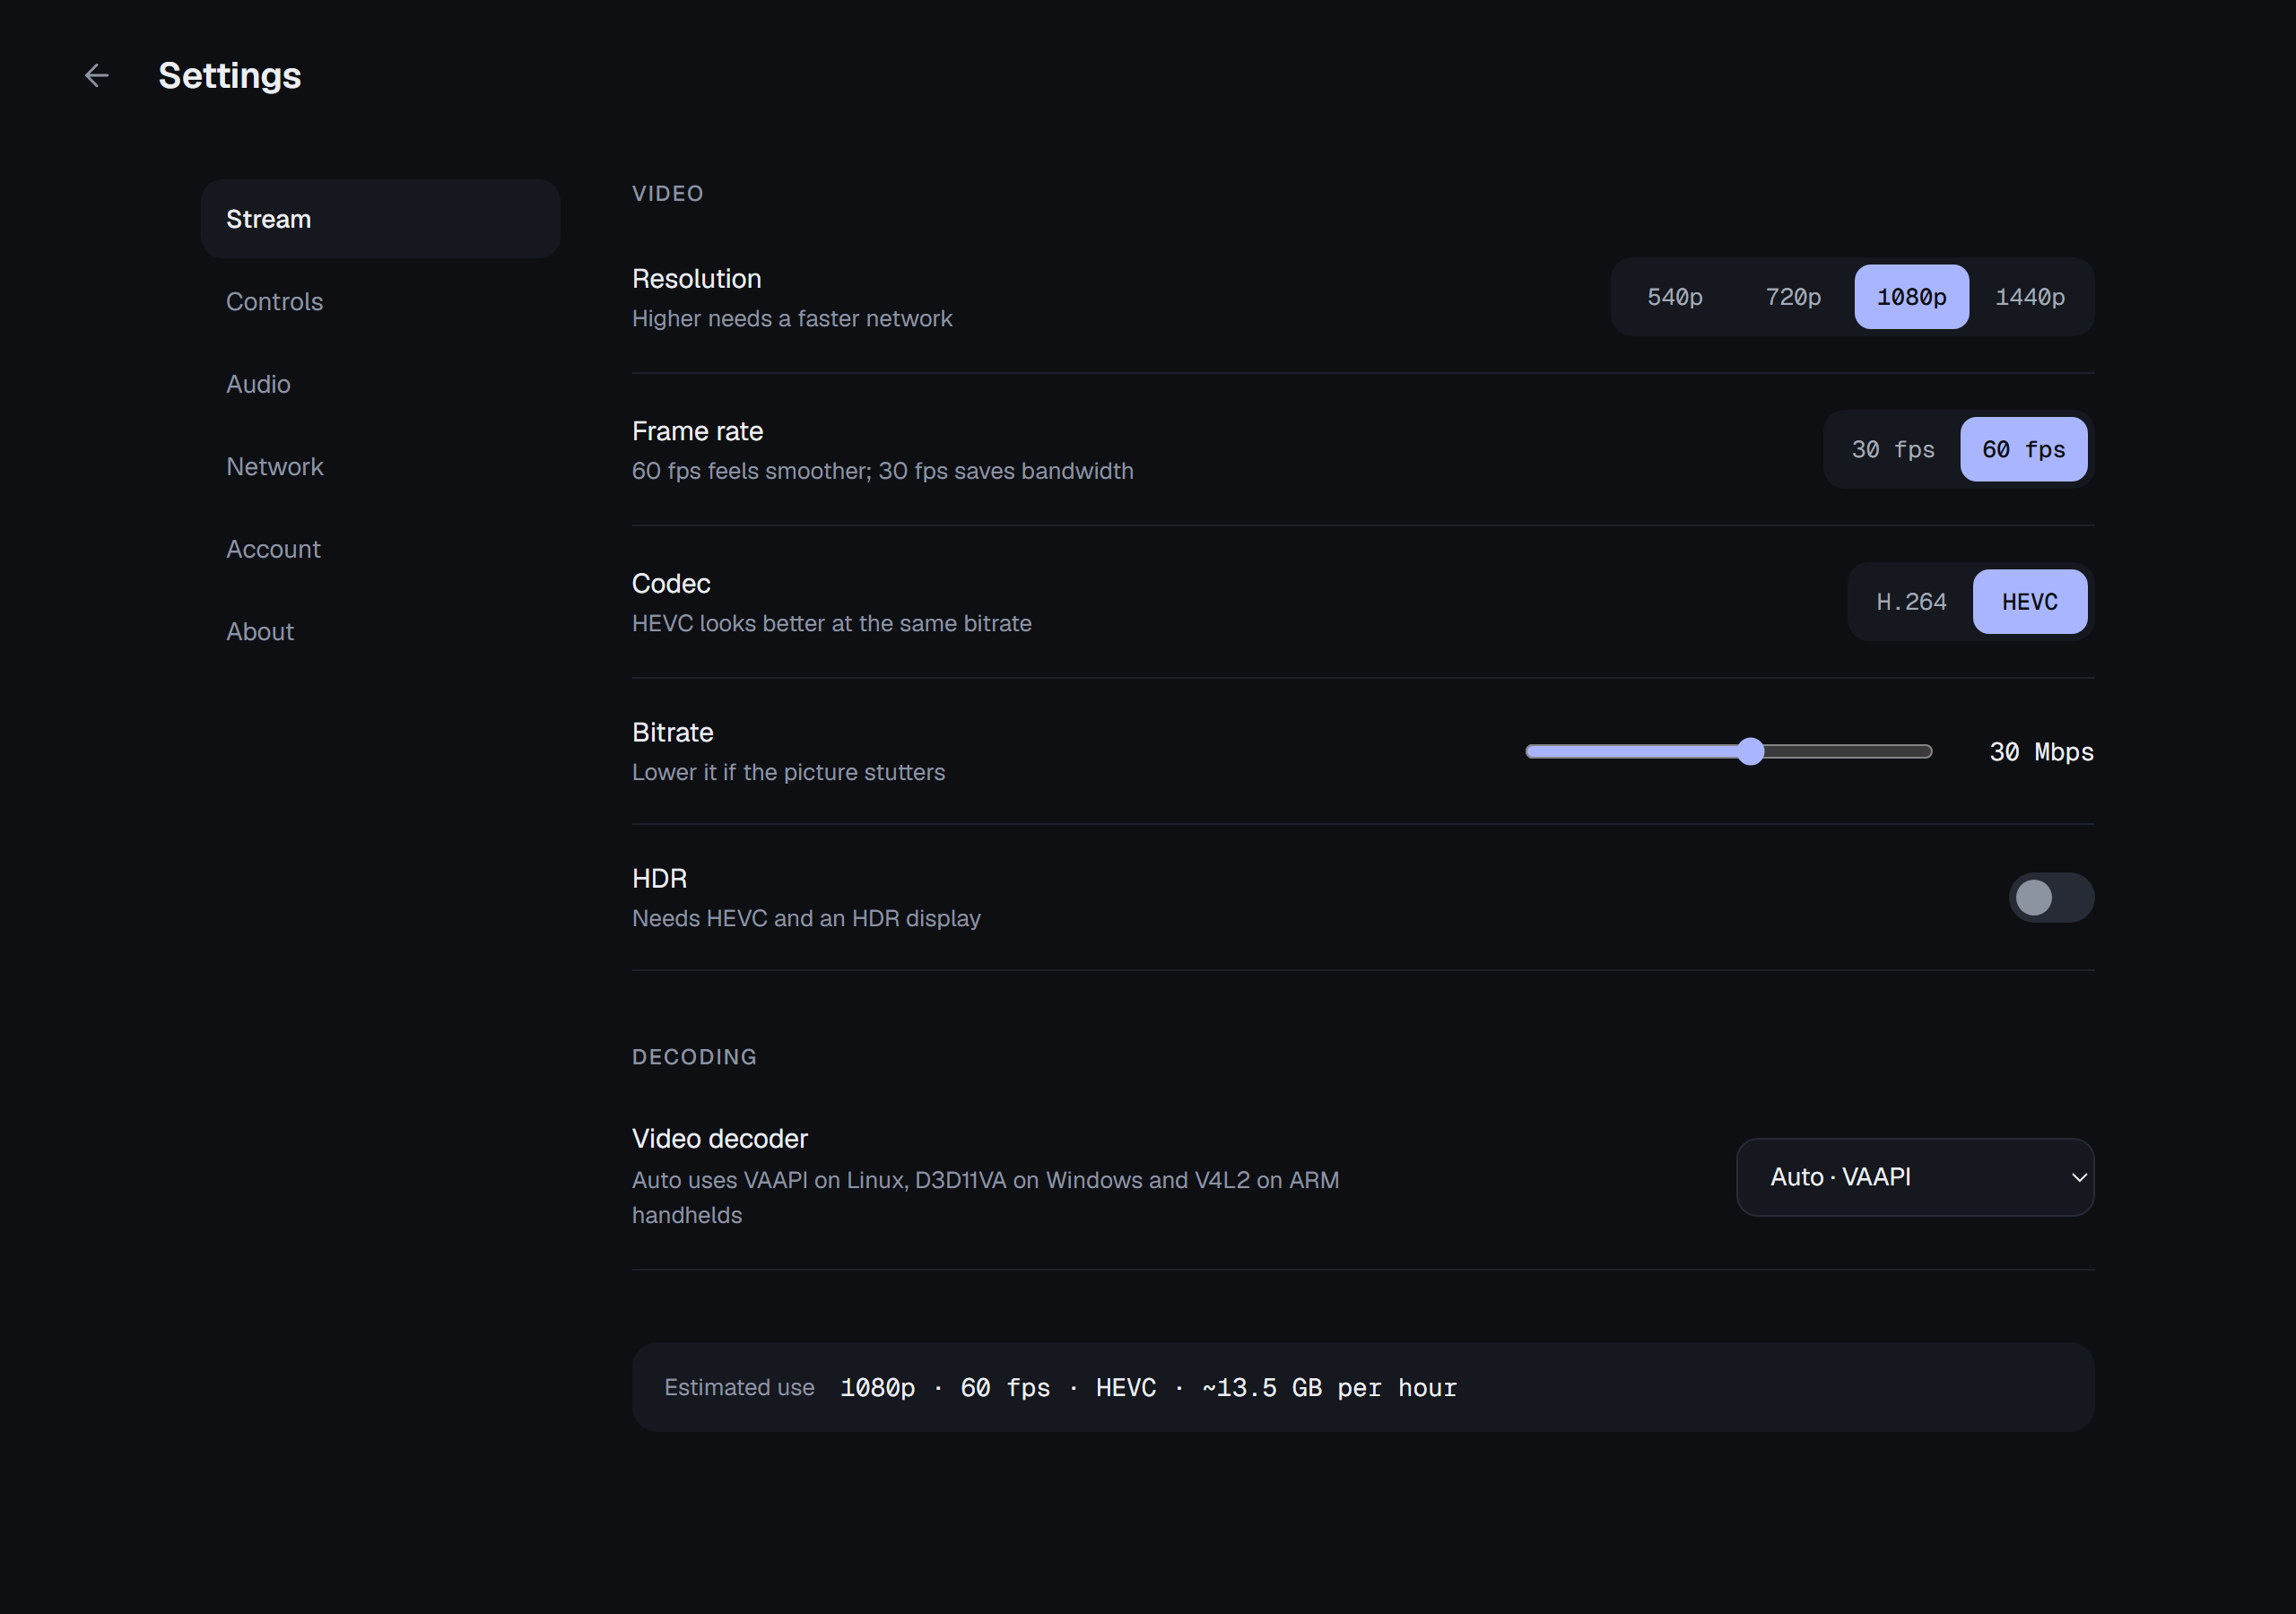 Settings
Stream
Controls
Audio
Network
Account
About
VIDEO
Resolution
Higher needs a faster network
540p 720p 1080p 1440p
Frame rate
60 fps feels smoother; 30 fps saves bandwidth
30 fps 60 fps
Codec
HEVC looks better at the same bitrate
H.264 HEVC
Bitrate
Lower it if the picture stutters
30 Mbps
HDR
Needs HEVC and an HDR display
DECODING
Video decoder
Auto uses VAAPI on Linux, D3D11VA on Windows and V4L2 on ARM
handhelds
Auto · VAAPI
Estimated use 1080p · 60 fps · HEVC · ~13.5 GB per hour